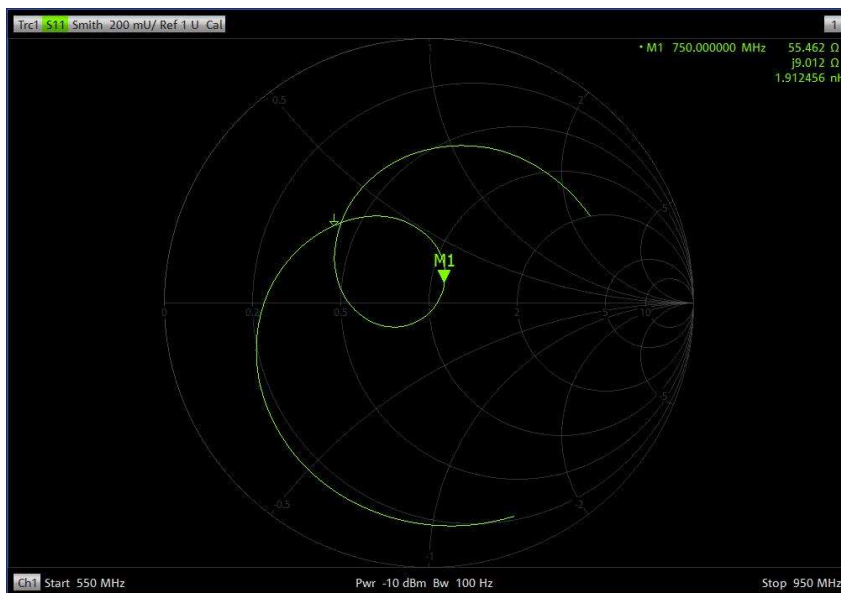 Trc1 S11 Smith 200 mU/ Ref 1 U Cal
1
• M1 750.000000 MHz 55.462 Ω
j9.012 Ω
1.912456 nH
1
0.5
2
5
M1
0
0.2
0.5
1
2
5
10
-5
-0.5
-2
-1
Ch1 Start 550 MHz Pwr -10 dBm Bw 100 Hz Stop 950 MHz